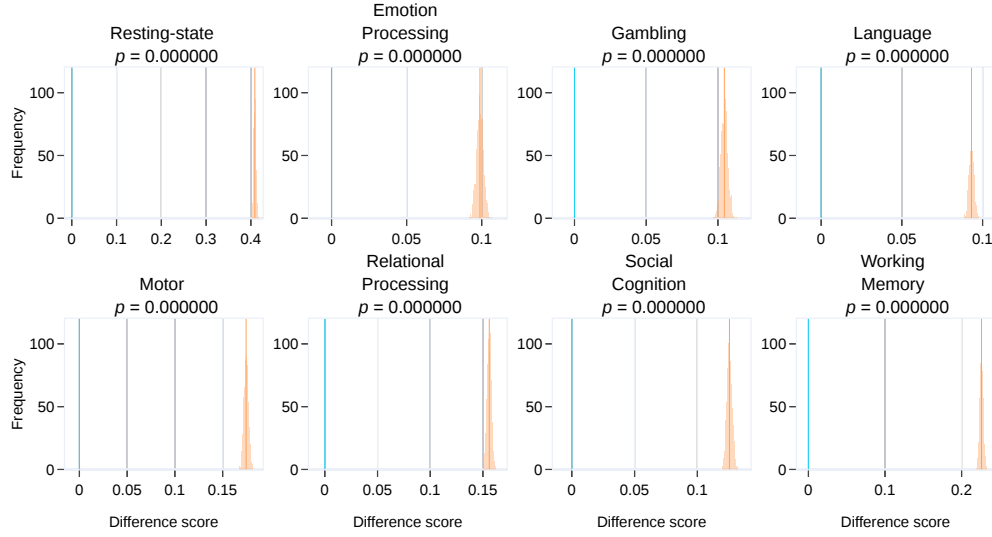 Resting-state
p = 0.000000
Emotion
Processing
p = 0.000000
Gambling
p = 0.000000
Language
p = 0.000000
Frequency
100
50
0
0 0.1 0.2 0.3 0.4
100
50
0
0 0.05 0.1
100
50
0
0 0.05 0.1
100
50
0
0 0.05 0.1
Motor
p = 0.000000
Relational
Processing
p = 0.000000
Social
Cognition
p = 0.000000
Working
Memory
p = 0.000000
Frequency
100
50
0
0 0.05 0.1 0.15
Difference score
100
50
0
0 0.05 0.1 0.15
Difference score
100
50
0
0 0.05 0.1
Difference score
100
50
0
0 0.1 0.2
Difference score